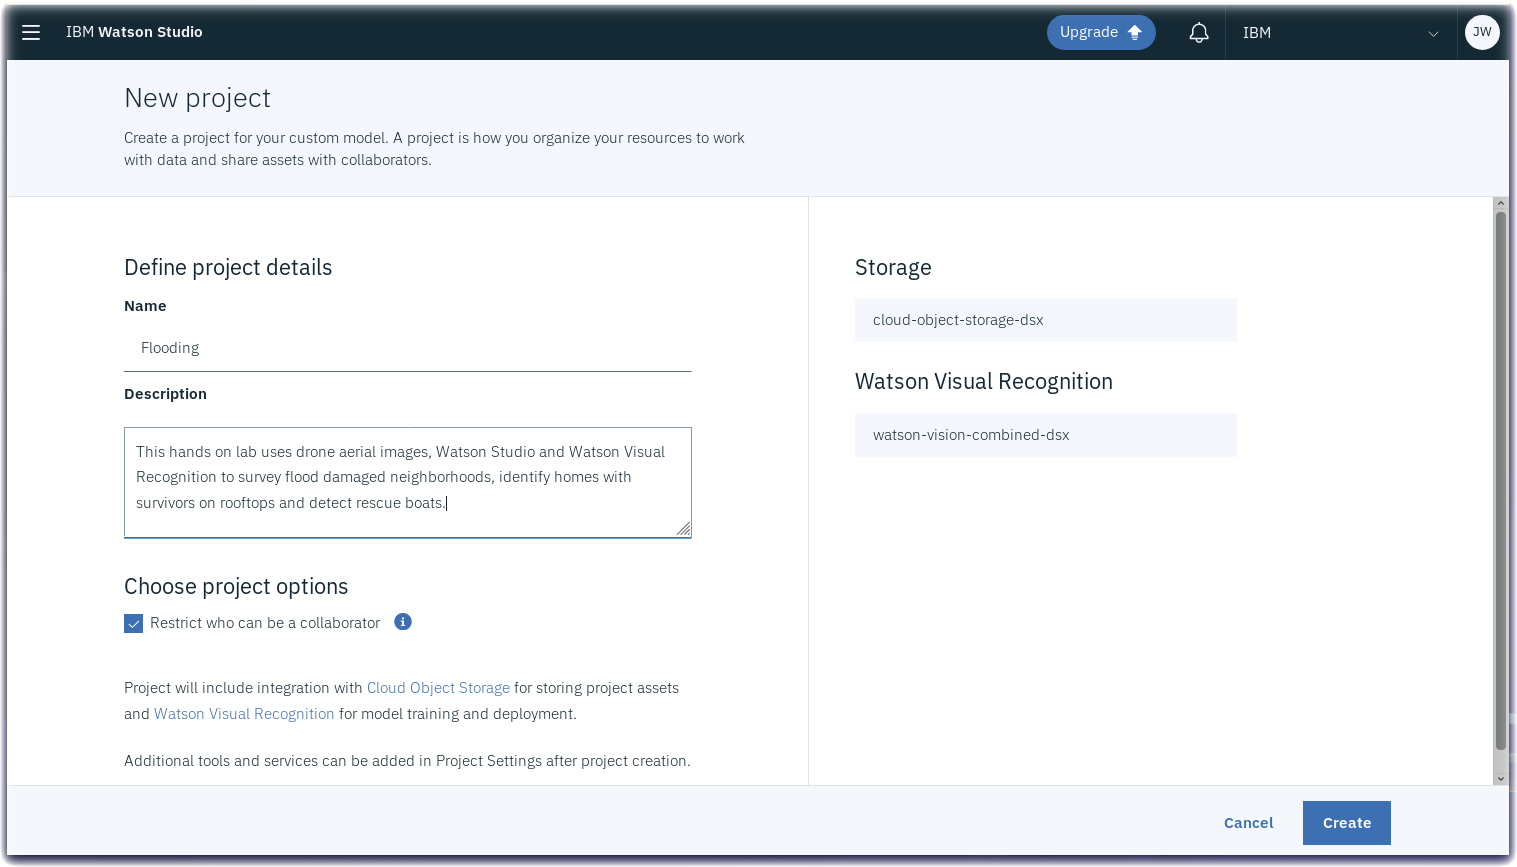 IBM Watson Studio
Upgrade
IBM
JW
New project
Create a project for your custom model. A project is how you organize your resources to work
with data and share assets with collaborators.
Define project details
Name
Flooding
Description
This hands on lab uses drone aerial images, Watson Studio and Watson Visual
Recognition to survey flood damaged neighborhoods, identify homes with
survivors on rooftops and detect rescue boats.
Choose project options
Restrict who can be a collaborator
Project will include integration with Cloud Object Storage for storing project assets
and Watson Visual Recognition for model training and deployment.
Additional tools and services can be added in Project Settings after project creation.
Storage
cloud-object-storage-dsx
Watson Visual Recognition
watson-vision-combined-dsx
Cancel
Create